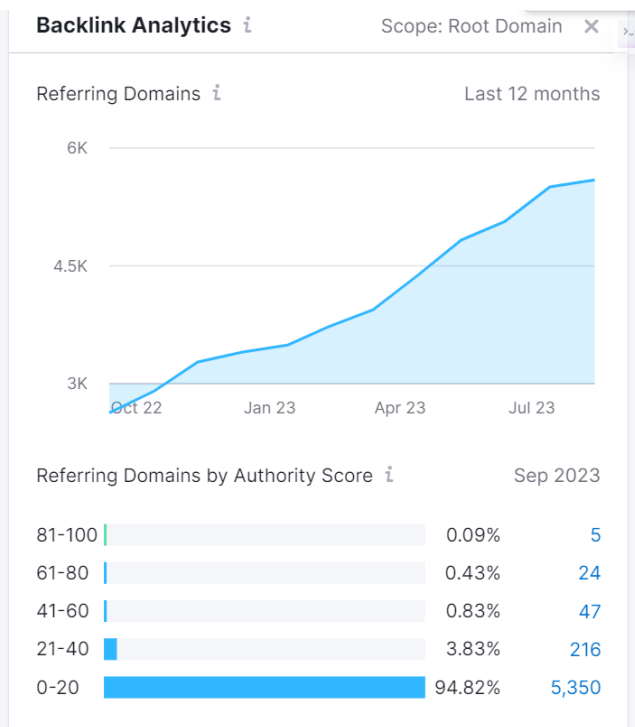 Backlink Analytics i Scope: Root Domain ×
Referring Domains i Last 12 months
6K
4.5K
3K
Oct 22 Jan 23 Apr 23 Jul 23
Referring Domains by Authority Score i Sep 2023
81-100 0.09% 5
61-80 0.43% 24
41-60 0.83% 47
21-40 3.83% 216
0-20 94.82% 5,350